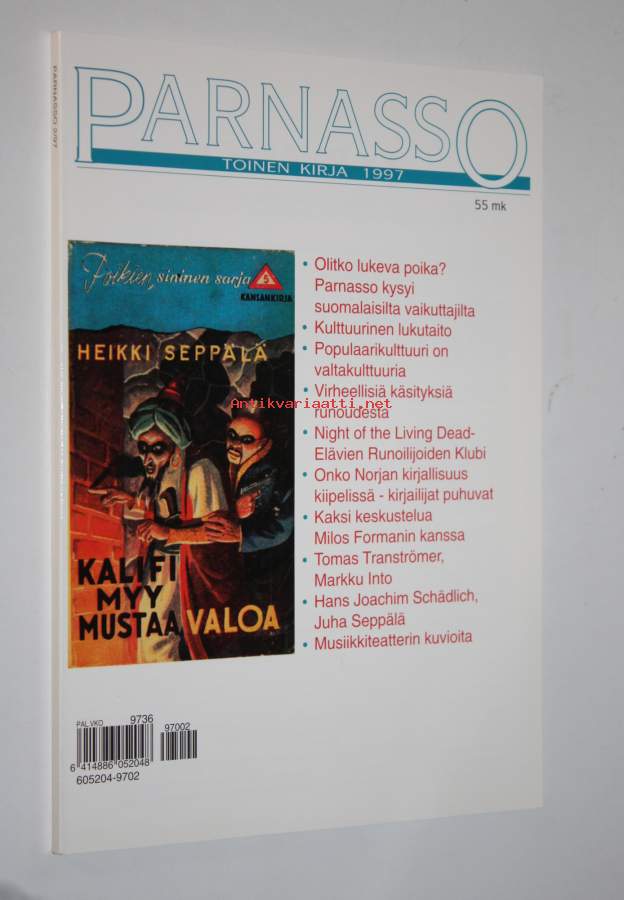 PARNASSO 2/97
PARNASSO
TOINEN KIRJA 1997
55 mk
Poikien sininen sarja
KANSANKIRJA
HEIKKI SEPPÄLÄ
KALIFI
MYY
MUSTAA VALOA
• Olitko lukeva poika?
Parnasso kysyi
suomalaisilta vaikuttajilta
• Kulttuurinen lukutaito
• Populaarikulttuuri on
valtakulttuuria
• Virheellisiä käsityksiä
runoudesta
• Night of the Living Dead-
Elävien Runoilijoiden Klubi
• Onko Norjan kirjallisuus
kiipelissä - kirjailijat puhuvat
• Kaksi keskustelua
Milos Formanin kanssa
• Tomas Tranströmer,
Markku Into
• Hans Joachim Schädlich,
Juha Seppälä
• Musiikkiteatterin kuvioita
Antikvariaatti.net
PAL.VKO 9736
97002
6 414886 052048
605204-9702